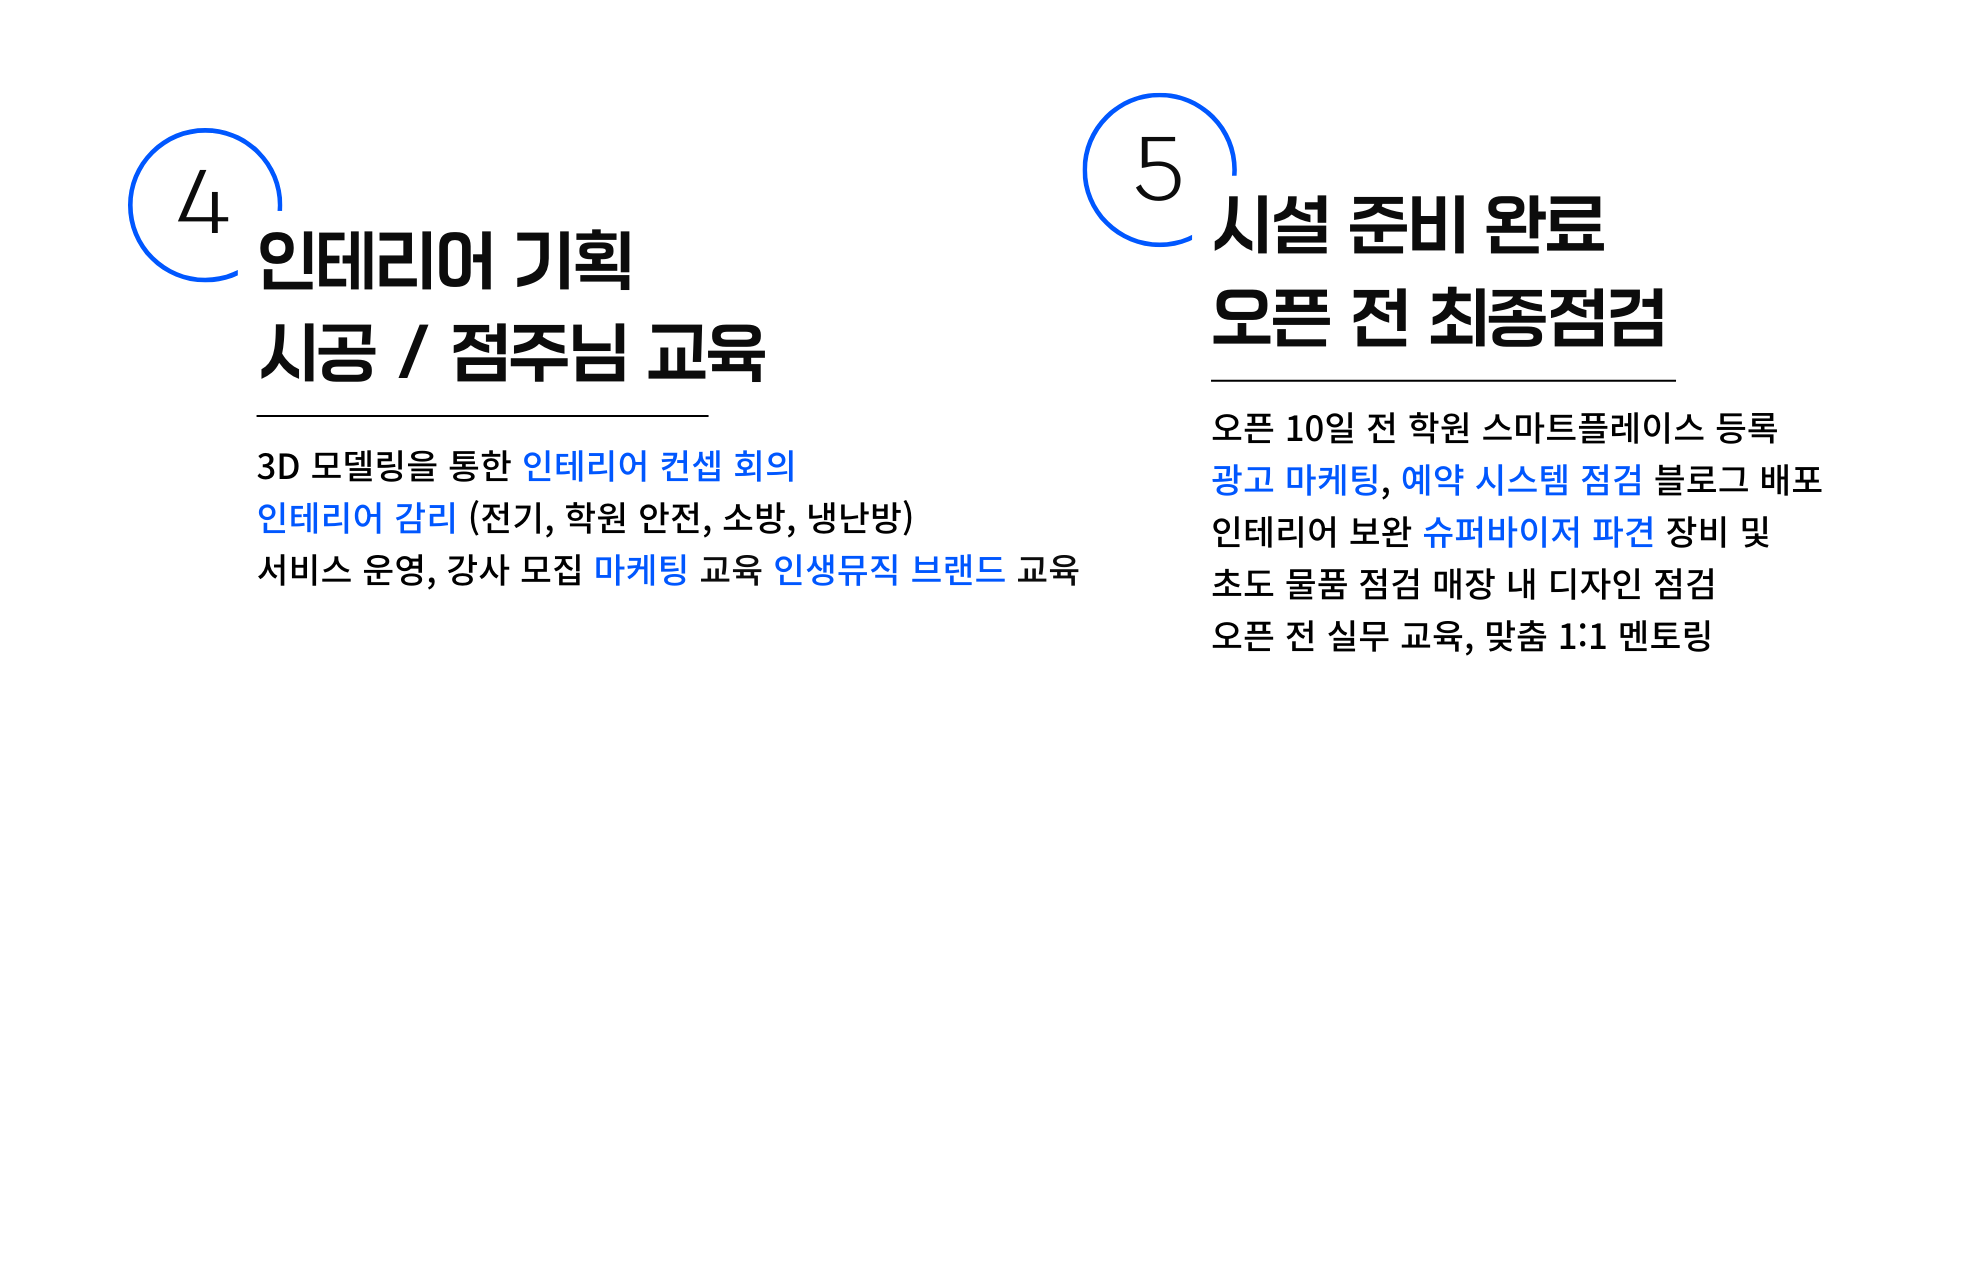 4
인테리어 기획
시공 / 점주님 교육
3D 모델링을 통한 인테리어 컨셉 회의
인테리어 감리 (전기, 학원 안전, 소방, 냉난방)
서비스 운영, 강사 모집 마케팅 교육 인생뮤직 브랜드 교육
5
시설 준비 완료
오픈 전 최종점검
오픈 10일 전 학원 스마트플레이스 등록
광고 마케팅, 예약 시스템 점검 블로그 배포
인테리어 보완 슈퍼바이저 파견 장비 및
초도 물품 점검 매장 내 디자인 점검
오픈 전 실무 교육, 맞춤 1:1 멘토링